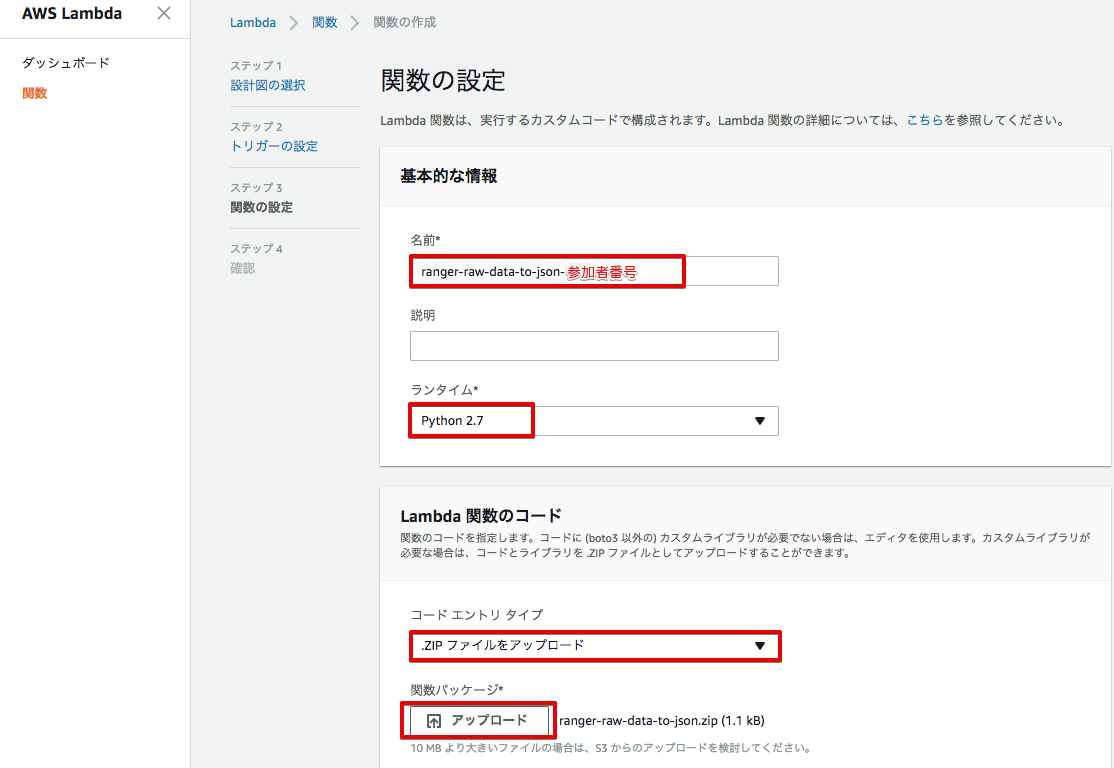 AWS Lambda
ダッシュボード
関数
Lambda > 関数 > 関数の作成
ステップ 1
設計図の選択
ステップ 2
トリガーの設定
ステップ 3
関数の設定
ステップ 4
確認
関数の設定
Lambda 関数は、実行するカスタムコードで構成されます。Lambda 関数の詳細については、こちらを参照してください。
基本的な情報
名前*
ranger-raw-data-to-json-参加者番号
説明
ランタイム*
Python 2.7
Lambda 関数のコード
関数のコードを指定します。コードに (boto3 以外の) カスタムライブラリが必要でない場合は、エディタを使用します。カスタムライブラリが
必要な場合は、コードとライブラリを .ZIP ファイルとしてアップロードすることができます。
コード エントリ タイプ
.ZIP ファイルをアップロード
関数パッケージ*
アップロード ranger-raw-data-to-json.zip (1.1 kB)
10 MB より大きいファイルの場合は、S3 からのアップロードを検討してください。